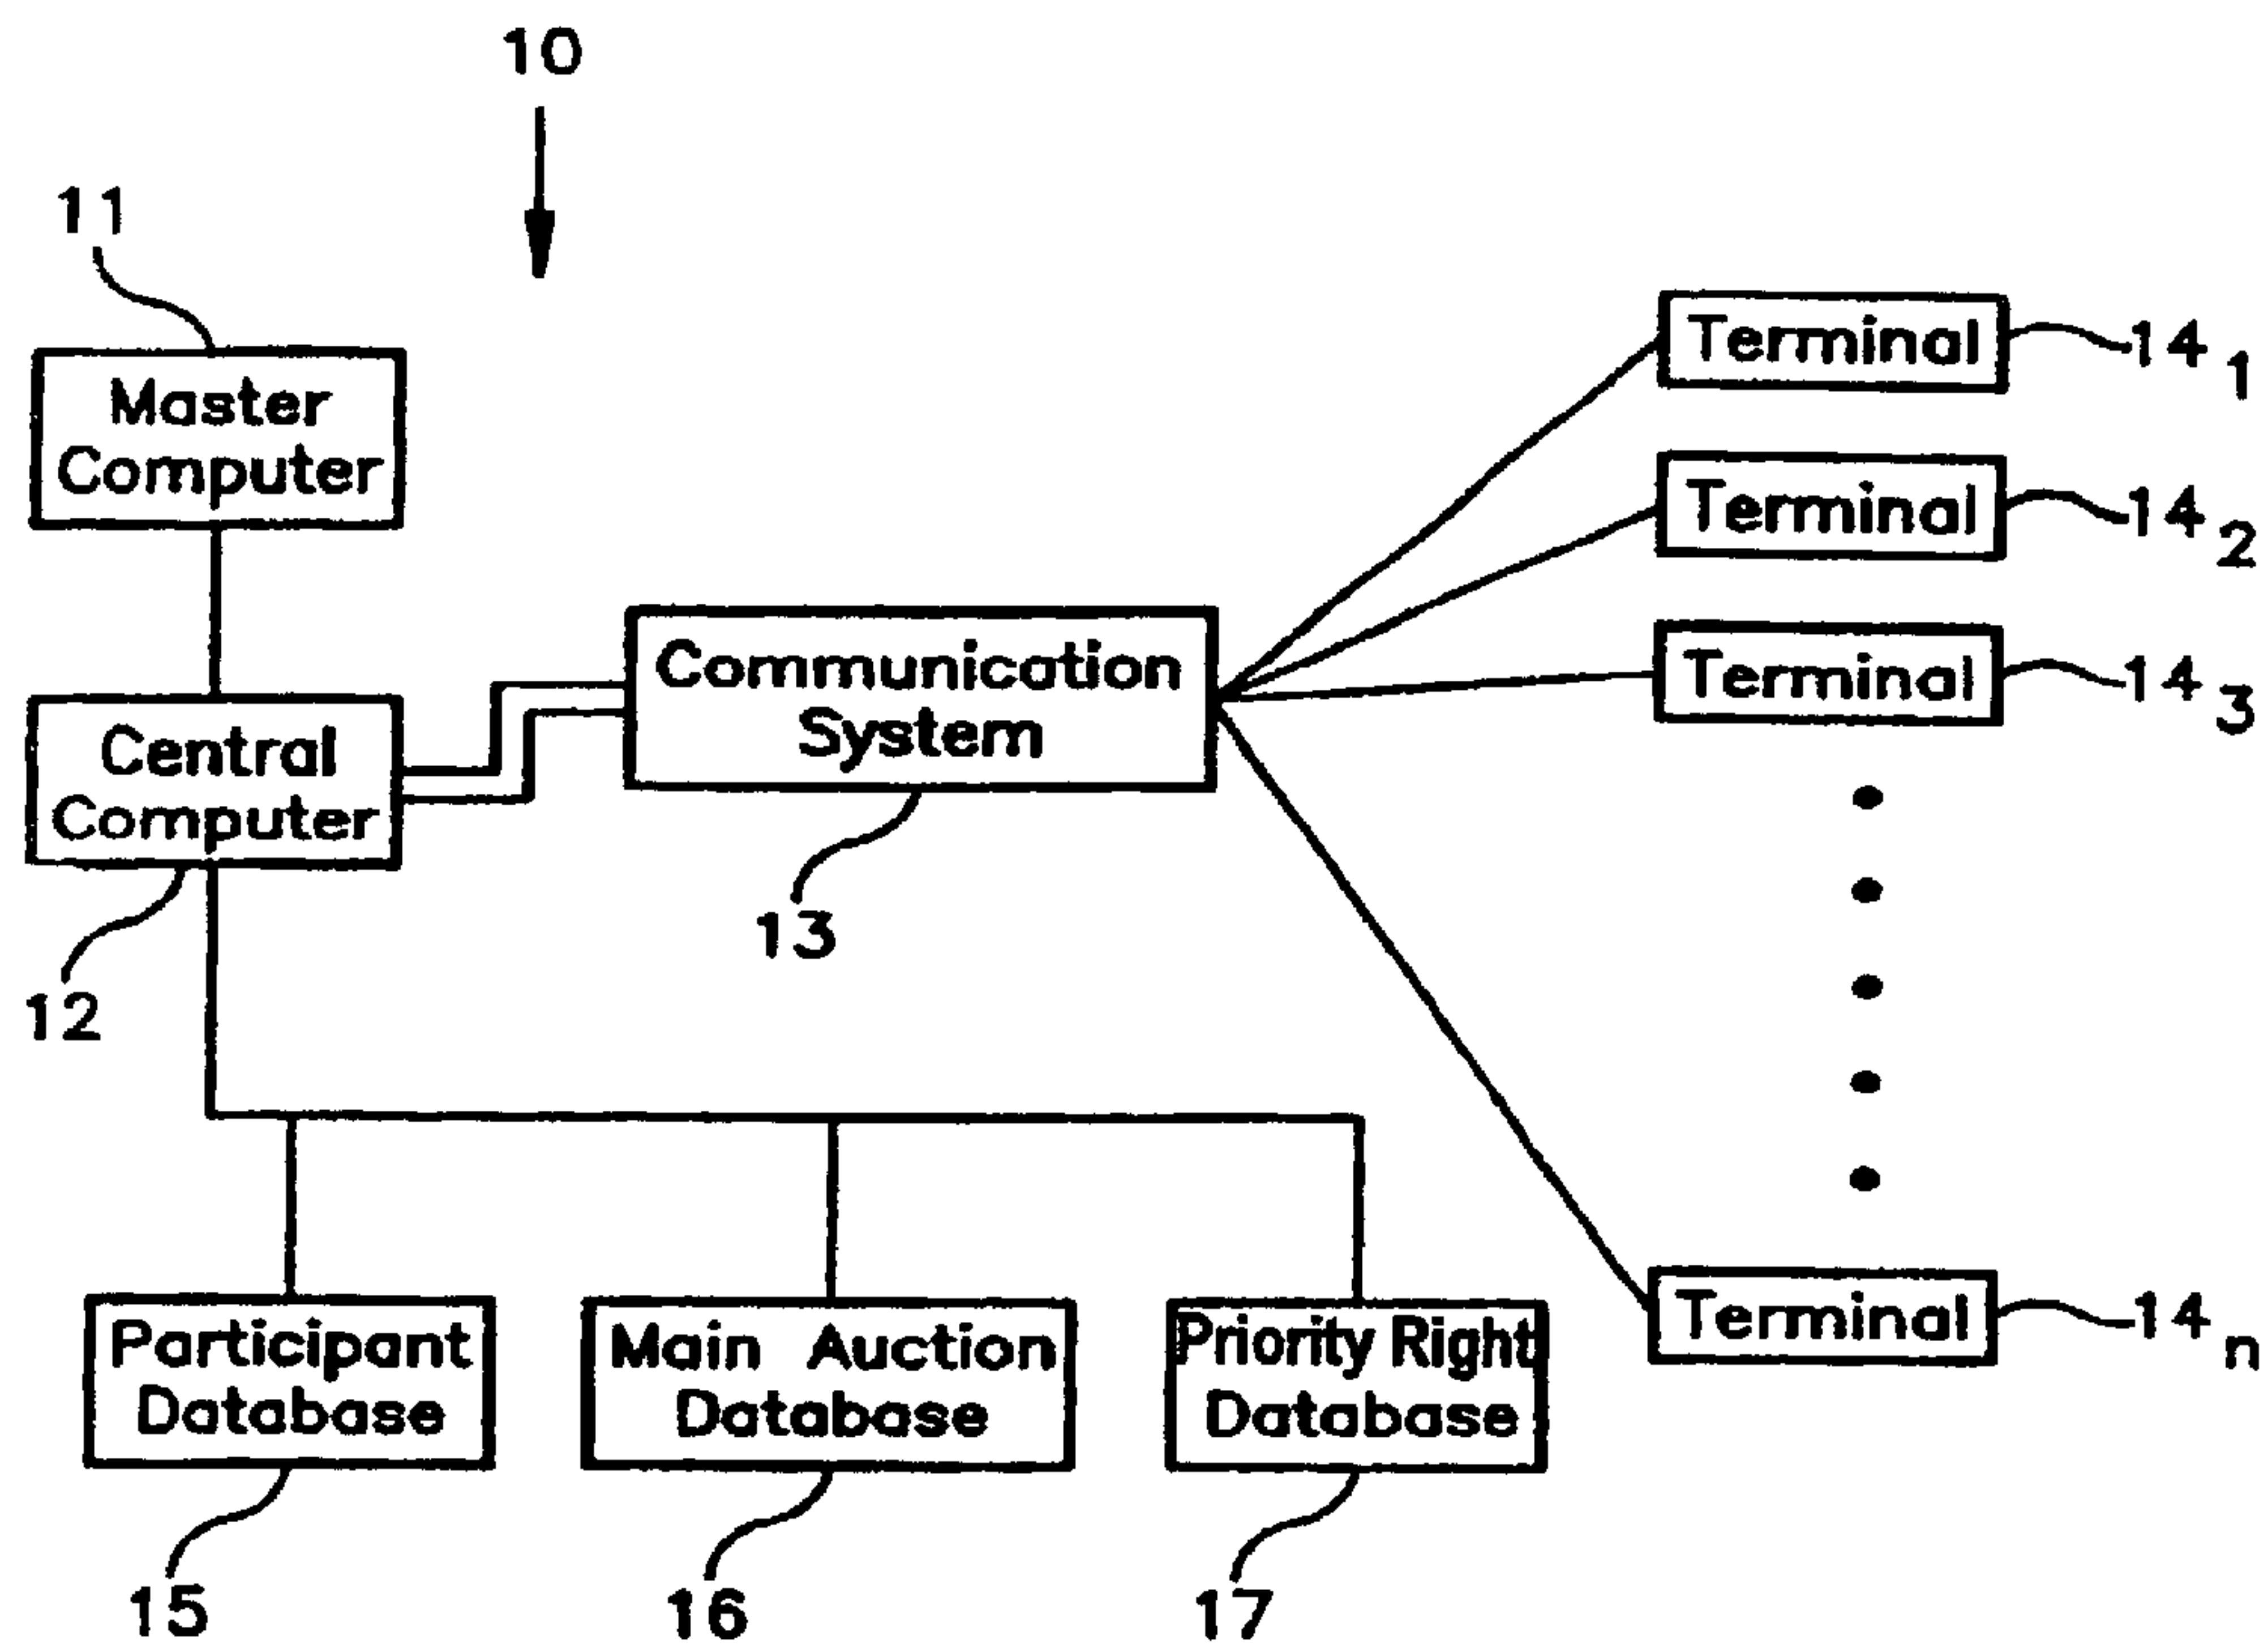 10
11
Master
Computer
Terminal
14 1
Terminal
14 2
Terminal
14 3
Communication
System
Central
Computer
13
12
Terminal
14 n
Participant
Database
Main Auction
Database
Priority Right
Database
15
16
17